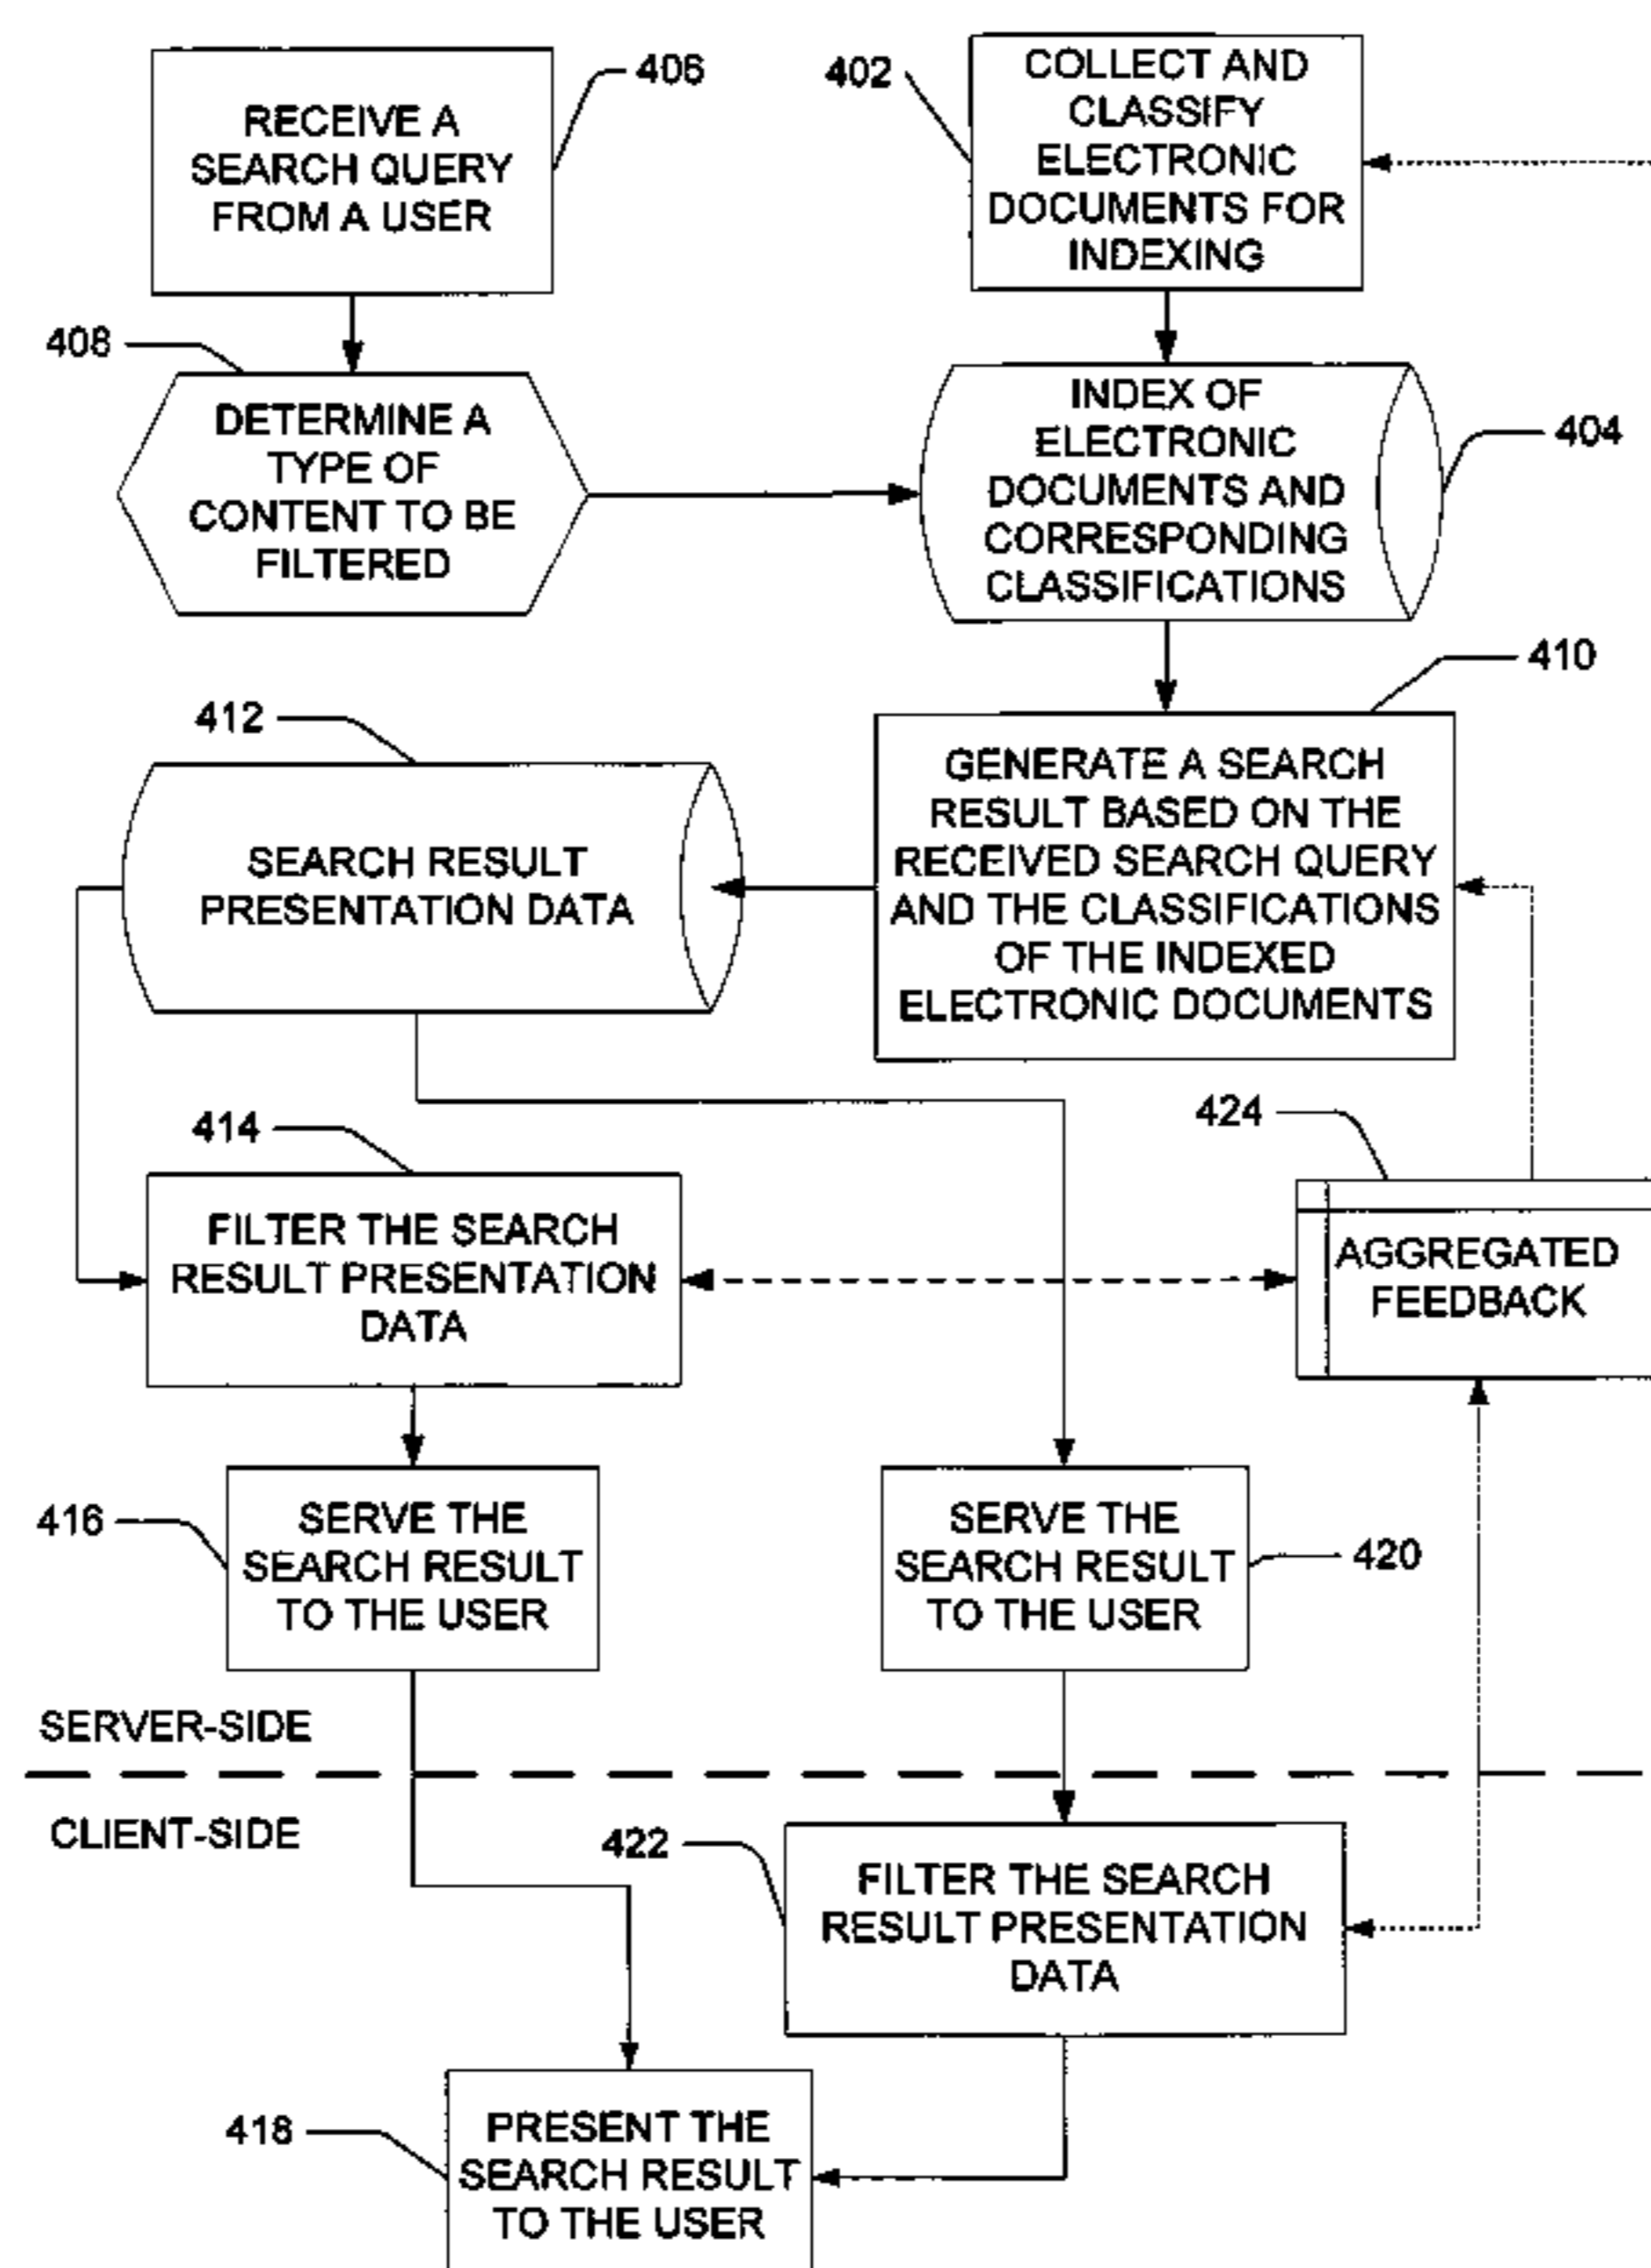 406
RECEIVE A
SEARCH QUERY
FROM A USER
402
COLLECT AND
CLASSIFY
ELECTRONIC
DOCUMENTS FOR
INDEXING
408
DETERMINE A
TYPE OF
CONTENT TO BE
FILTERED
INDEX OF
ELECTRONIC
DOCUMENTS AND
CORRESPONDING
CLASSIFICATIONS
404
410
GENERATE A SEARCH
RESULT BASED ON THE
RECEIVED SEARCH QUERY
AND THE CLASSIFICATIONS
OF THE INDEXED
ELECTRONIC DOCUMENTS
412
SEARCH RESULT
PRESENTATION DATA
414
FILTER THE SEARCH
RESULT PRESENTATION
DATA
424
AGGREGATED
FEEDBACK
416
SERVE THE
SEARCH RESULT
TO THE USER
SERVE THE
SEARCH RESULT
TO THE USER
420
SERVER-SIDE
CLIENT-SIDE
422
FILTER THE SEARCH
RESULT PRESENTATION
DATA
418
PRESENT THE
SEARCH RESULT
TO THE USER